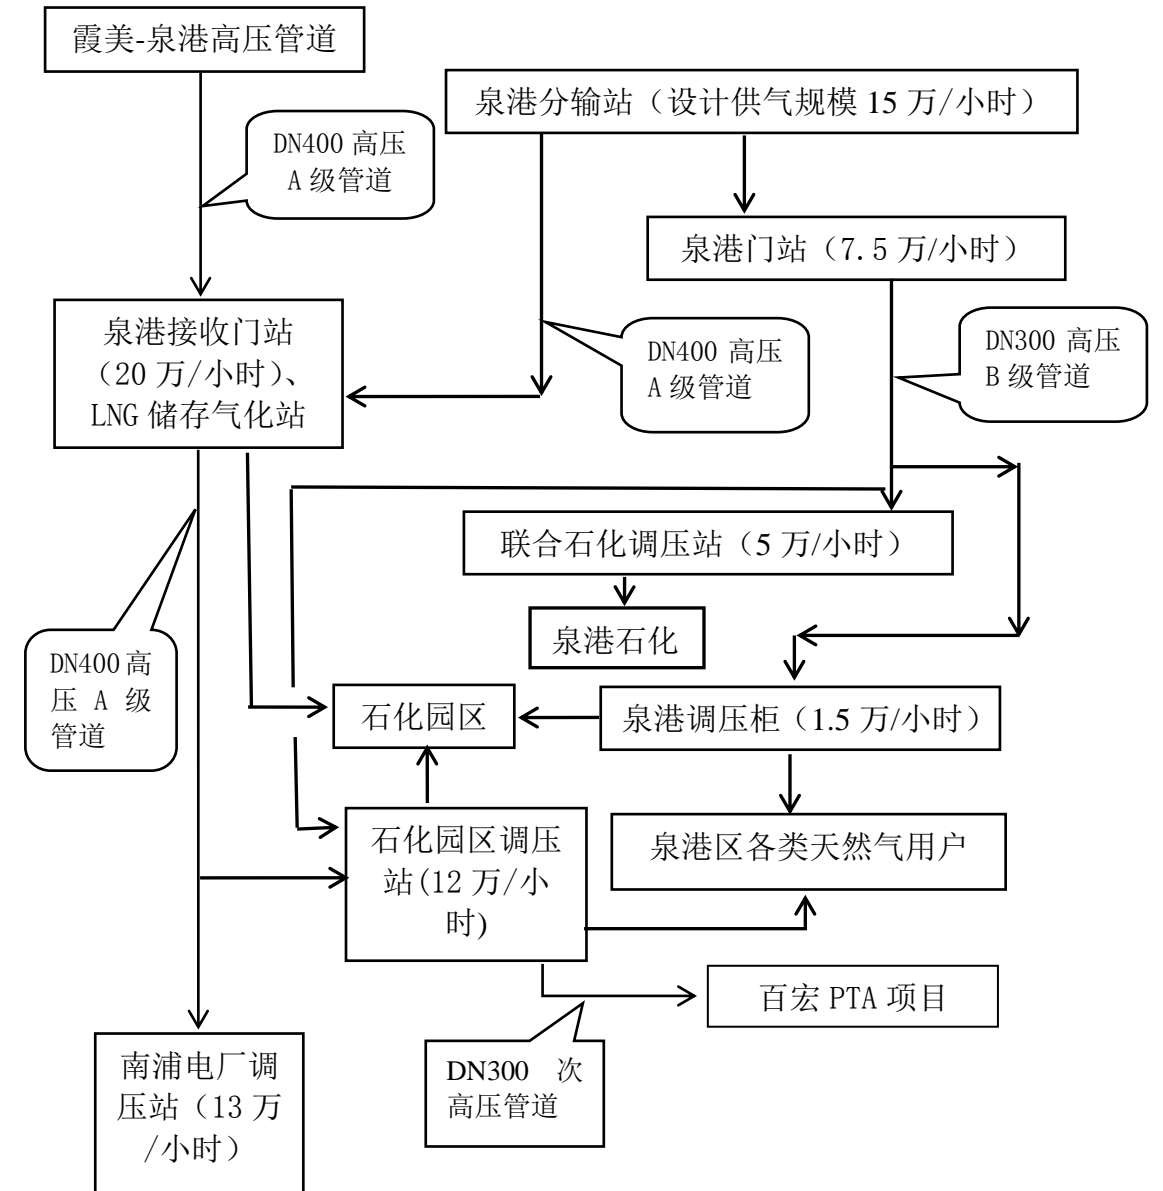 霞美-泉港高压管道
泉港分输站（设计供气规模 15 万/小时）
DN400 高压
A 级管道
泉港门站（7.5 万/小时）
泉港接收门站
（20 万/小时）、
LNG 储存气化站
DN400 高压
A 级管道
DN300 高压
B 级管道
联合石化调压站（5 万/小时）
泉港石化
DN400 高
压 A 级
管道
石化园区
泉港调压柜（1.5 万/小时）
石化园区调压
站(12 万/小
时)
泉港区各类天然气用户
百宏 PTA 项目
DN300 次
高压管道
南浦电厂调
压站（13 万
/小时）